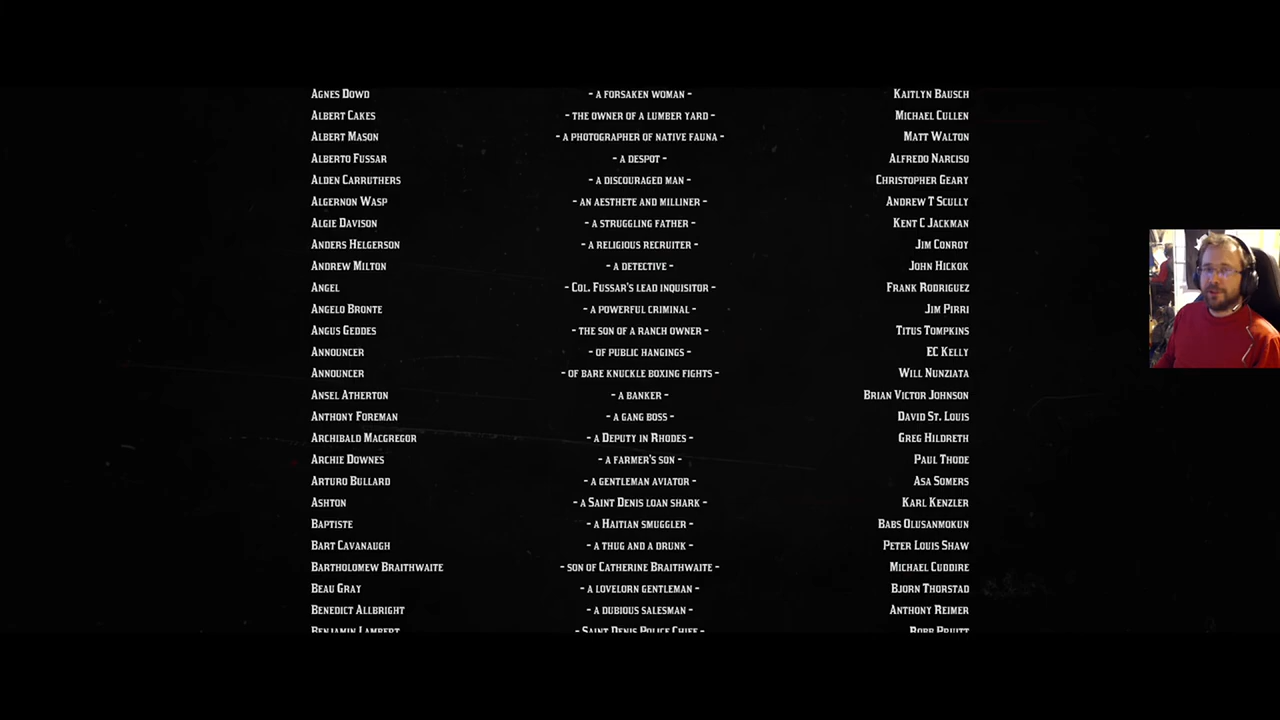 AGNES DOWD - A FORSAKEN WOMAN - KAITLYN BAUSCH
ALBERT CAKES - THE OWNER OF A LUMBER YARD - MICHAEL CULLEN
ALBERT MASON - A PHOTOGRAPHER OF NATIVE FAUNA - MATT WALTON
ALBERTO FUSSAR - A DESPOT - ALFREDO NARCISO
ALDEN CARRUTHERS - A DISCOURAGED MAN - CHRISTOPHER GEARY
ALGERNON WASP - AN AESTHETE AND MILLINER - ANDREW T SCULLY
ALGIE DAVISON - A STRUGGLING FATHER - KENT C JACKMAN
ANDERS HELGERSON - A RELIGIOUS RECRUITER - JIM CONROY
ANDREW MILTON - A DETECTIVE - JOHN HICKOK
ANGEL - COL. FUSSAR'S LEAD INQUISITOR - FRANK RODRIGUEZ
ANGELO BRONTE - A POWERFUL CRIMINAL - JIM PIRRI
ANGUS GEDDES - THE SON OF A RANCH OWNER - TITUS TOMPKINS
ANNOUNCER - OF PUBLIC HANGINGS - EC KELLY
ANNOUNCER - OF BARE KNUCKLE BOXING FIGHTS - WILL NUNZIATA
ANSEL ATHERTON - A BANKER - BRIAN VICTOR JOHNSON
ANTHONY FOREMAN - A GANG BOSS - DAVID ST. LOUIS
ARCHIBALD MACGREGOR - A DEPUTY IN RHODES - GREG HILDRETH
ARCHIE DOWNES - A FARMER'S SON - PAUL THODE
ARTURO BULLARD - A GENTLEMAN AVIATOR - ASA SOMERS
ASHTON - A SAINT DENIS LOAN SHARK - KARL KENZLER
BAPTISTE - A HAITIAN SMUGGLER - BABS OLUSANMOKUN
BART CAVANAUGH - A THUG AND A DRUNK - PETER LOUIS SHAW
BARTHOLOMEW BRAITHWAITE - SON OF CATHERINE BRAITHWAITE - MICHAEL CUDDIRE
BEAU GRAY - A LOVELORN GENTLEMAN - BJORN THORSTAD
BENEDICT ALLBRIGHT - A DUBIOUS SALESMAN - ANTHONY REIMER
BENJAMIN LAMBERT - SAINT DENIS POLICE CHIEF - ROBB PRUITT